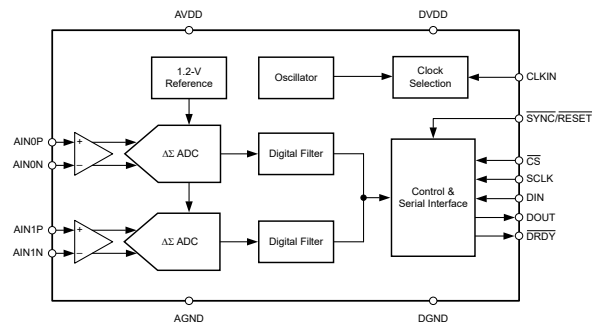 AVDD
DVDD
1.2-V
Reference
Oscillator
Clock
Selection
CLKIN
SYNC/RESET
AIN0P
+
AIN0N
–
ΔΣ ADC
Digital Filter
Control &
Serial Interface
CS
SCLK
DIN
DOUT
DRDY
AIN1P
+
AIN1N
–
ΔΣ ADC
Digital Filter
AGND
DGND